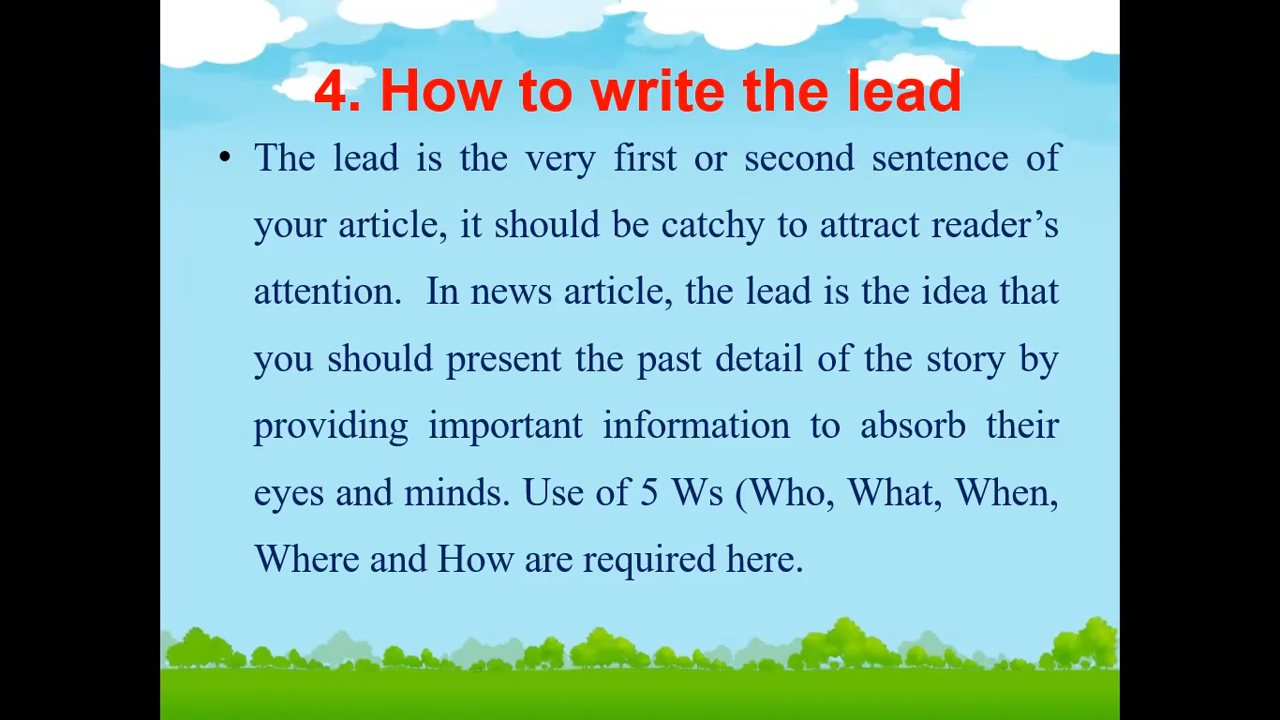 4. How to write the lead
• The lead is the very first or second sentence of
your article, it should be catchy to attract reader’s
attention.  In news article, the lead is the idea that
you should present the past detail of the story by
providing important information to absorb their
eyes and minds. Use of 5 Ws (Who, What, When,
Where and How are required here.